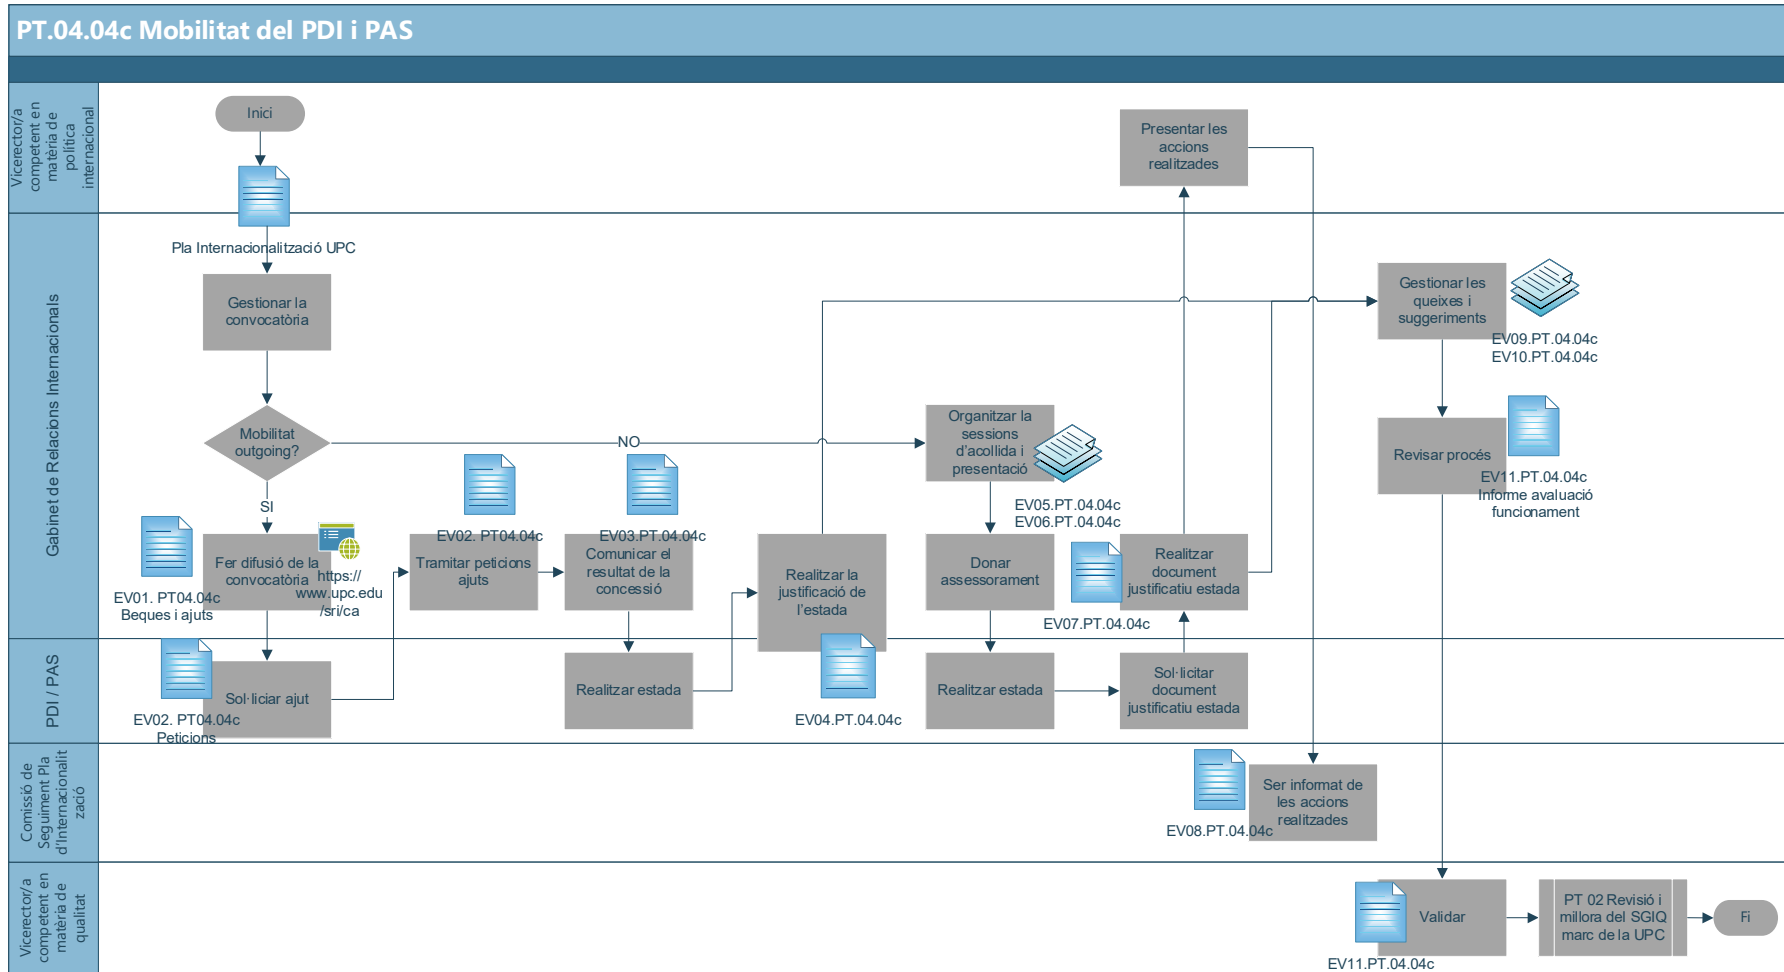 PT.04.04c Mobilitat del PDI i PAS
Vicerector/a
competent en
matèria de
política
internacional
Inici
Pla Internacionalització UPC
Presentar les
accions
realitzades
Gabinet de Relacions Internacionals
Gestionar la
convocatòria
Mobilitat
outgoing?
NO
SI
EV01. PT04.04c
Beques i ajuts
Fer difusió de la
convocatòria
https://
www.upc.edu
/sri/ca
EV02. PT04.04c
Tramitar peticions
ajuts
EV03.PT.04.04c
Comunicar el
resultat de la
concessió
Realitzar la
justificació de
l’estada
EV04.PT.04.04c
Organitzar la
sessions
d’acollida i
presentació
EV05.PT.04.04c
EV06.PT.04.04c
Donar
assessorament
Realitzar
document
justificatiu estada
EV07.PT.04.04c
Gestionar les
queixes i
suggeriments
EV09.PT.04.04c
EV10.PT.04.04c
Revisar procés
EV11.PT.04.04c
Informe avaluació
funcionament
PDI / PAS
EV02. PT04.04c
Peticions
Sol·liciar ajut
Realitzar estada
Realitzar estada
Sol·licitar
document
justificatiu estada
Comissió de
Seguiment Pla
d’Internacionalit
zació
EV08.PT.04.04c
Ser informat de
les accions
realitzades
Vicerector/a
competent en
matèria de
qualitat
EV11.PT.04.04c
Validar
PT 02 Revisió i
millora del SGIQ
marc de la UPC
Fi